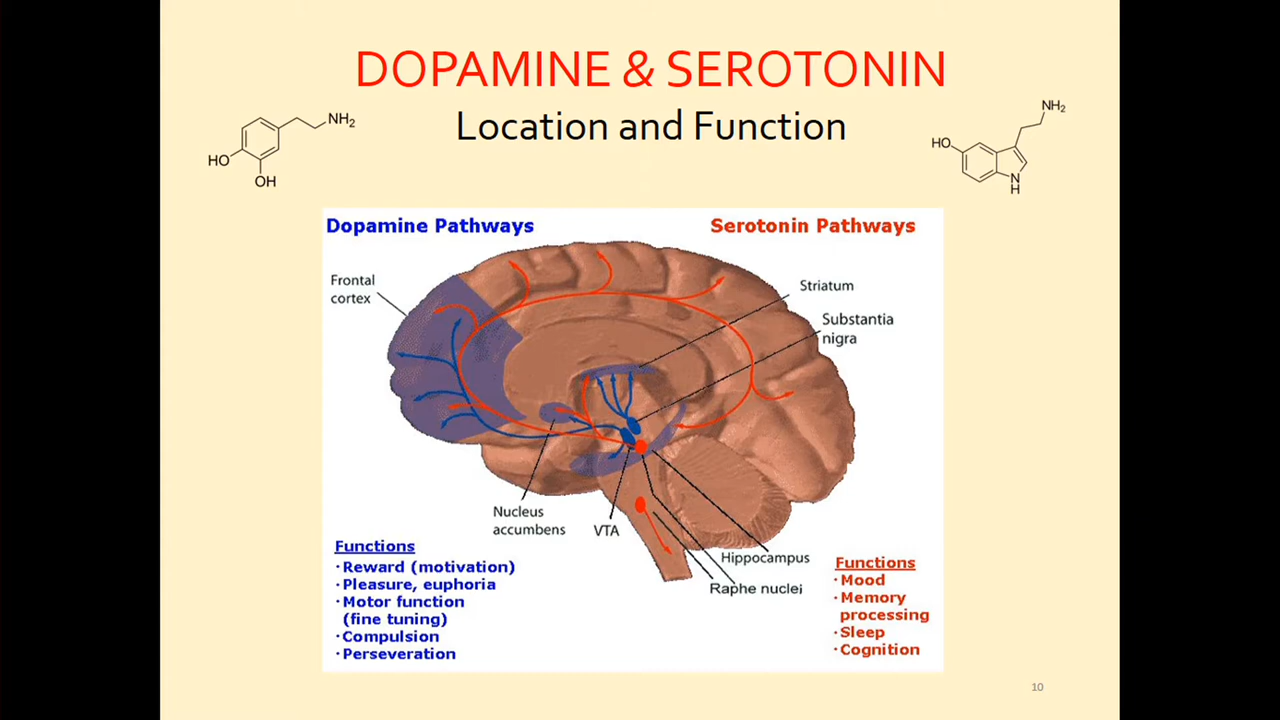 DOPAMINE & SEROTONIN
Location and Function
NH₂
HO
OH
NH₂
HO
N
H
Dopamine Pathways
Serotonin Pathways
Frontal
cortex
Striatum
Substantia
nigra
Nucleus
accumbens
VTA
Hippocampus
Raphe nuclei
Functions
·Reward (motivation)
·Pleasure, euphoria
·Motor function
(fine tuning)
·Compulsion
·Perseveration
Functions
·Mood
·Memory
processing
·Sleep
·Cognition
10